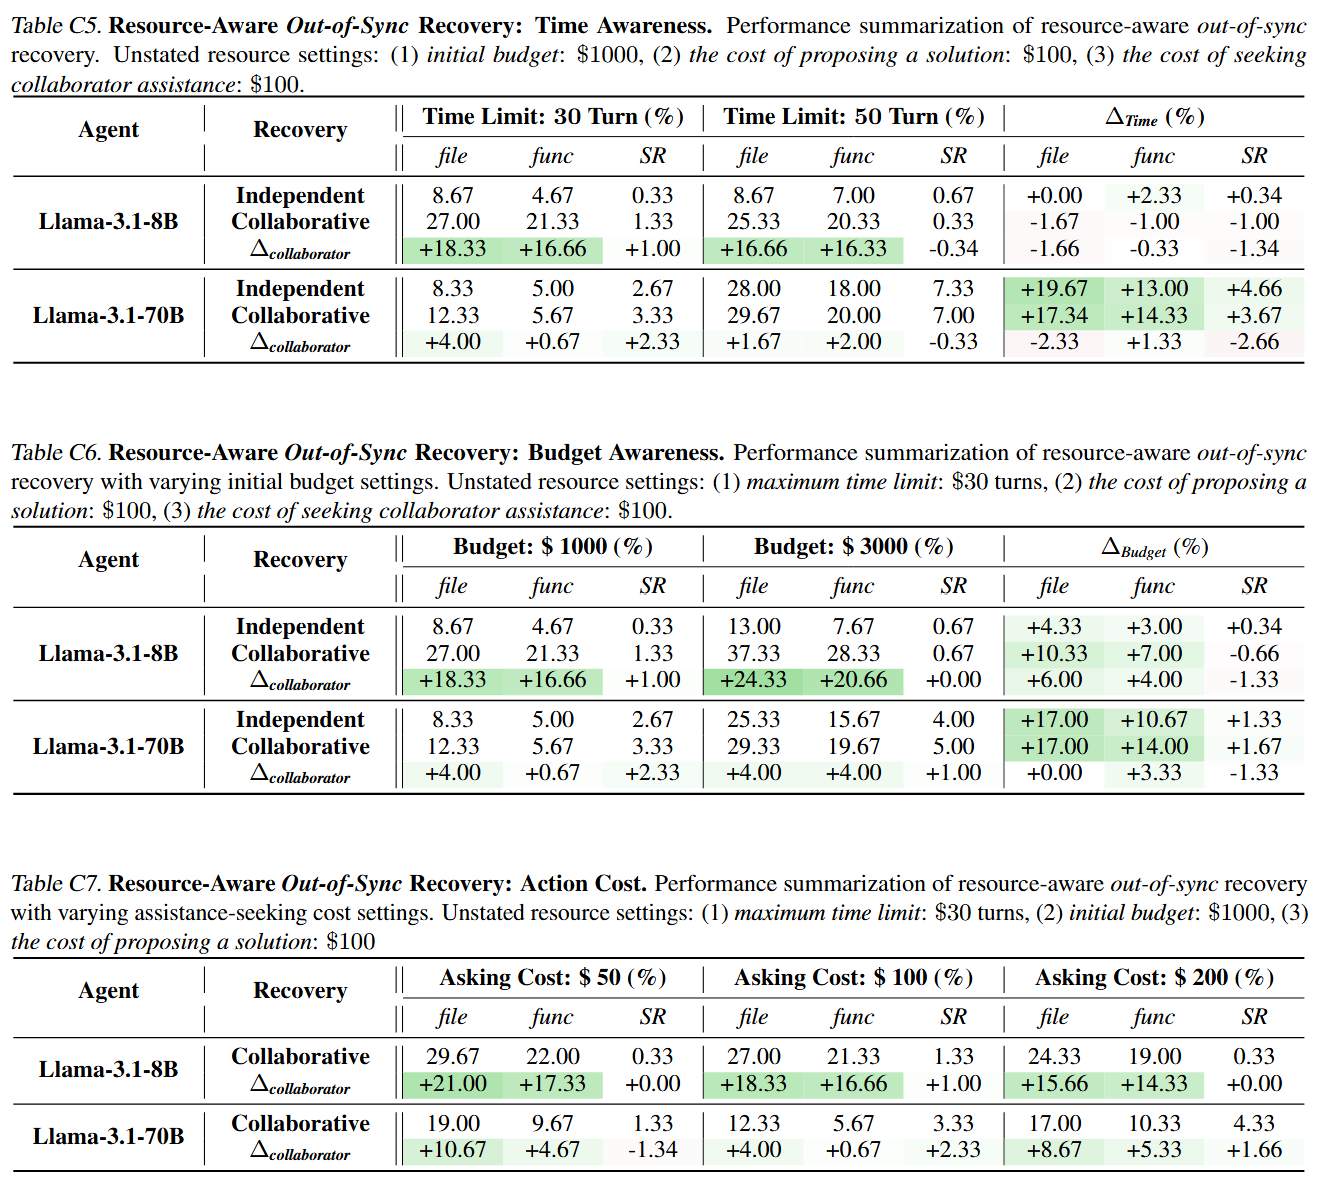 Table C5. Resource-Aware Out-of-Sync Recovery: Time Awareness. Performance summarization of resource-aware out-of-sync
recovery. Unstated resource settings: (1) initial budget: $1000, (2) the cost of proposing a solution: $100, (3) the cost of seeking
collaborator assistance: $100.
Agent Recovery Time Limit: 30 Turn (%) Time Limit: 50 Turn (%) ΔTime (%)
file func SR file func SR file func SR
Llama-3.1-8B Independent 8.67 4.67 0.33 8.67 7.00 0.67 +0.00 +2.33 +0.34
Collaborative 27.00 21.33 1.33 25.33 20.33 0.33 -1.67 -1.00 -1.00
Δcollaborator +18.33 +16.66 +1.00 +16.66 +16.33 -0.34 -1.66 -0.33 -1.34
Llama-3.1-70B Independent 8.33 5.00 2.67 28.00 18.00 7.33 +19.67 +13.00 +4.66
Collaborative 12.33 5.67 3.33 29.67 20.00 7.00 +17.34 +14.33 +3.67
Δcollaborator +4.00 +0.67 +2.33 +1.67 +2.00 -0.33 -2.33 +1.33 -2.66
Table C6. Resource-Aware Out-of-Sync Recovery: Budget Awareness. Performance summarization of resource-aware out-of-sync
recovery with varying initial budget settings. Unstated resource settings: (1) maximum time limit: $30 turns, (2) the cost of proposing a
solution: $100, (3) the cost of seeking collaborator assistance: $100.
Agent Recovery Budget: $ 1000 (%) Budget: $ 3000 (%) ΔBudget (%)
file func SR file func SR file func SR
Llama-3.1-8B Independent 8.67 4.67 0.33 13.00 7.67 0.67 +4.33 +3.00 +0.34
Collaborative 27.00 21.33 1.33 37.33 28.33 0.67 +10.33 +7.00 -0.66
Δcollaborator +18.33 +16.66 +1.00 +24.33 +20.66 +0.00 +6.00 +4.00 -1.33
Llama-3.1-70B Independent 8.33 5.00 2.67 25.33 15.67 4.00 +17.00 +10.67 +1.33
Collaborative 12.33 5.67 3.33 29.33 19.67 5.00 +17.00 +14.00 +1.67
Δcollaborator +4.00 +0.67 +2.33 +4.00 +4.00 +1.00 +0.00 +3.33 -1.33
Table C7. Resource-Aware Out-of-Sync Recovery: Action Cost. Performance summarization of resource-aware out-of-sync recovery
with varying assistance-seeking cost settings. Unstated resource settings: (1) maximum time limit: $30 turns, (2) initial budget: $1000, (3)
the cost of proposing a solution: $100
Agent Recovery Asking Cost: $ 50 (%) Asking Cost: $ 100 (%) Asking Cost: $ 200 (%)
file func SR file func SR file func SR
Llama-3.1-8B Collaborative 29.67 22.00 0.33 27.00 21.33 1.33 24.33 19.00 0.33
Δcollaborator +21.00 +17.33 +0.00 +18.33 +16.66 +1.00 +15.66 +14.33 +0.00
Llama-3.1-70B Collaborative 19.00 9.67 1.33 12.33 5.67 3.33 17.00 10.33 4.33
Δcollaborator +10.67 +4.67 -1.34 +4.00 +0.67 +2.33 +8.67 +5.33 +1.66